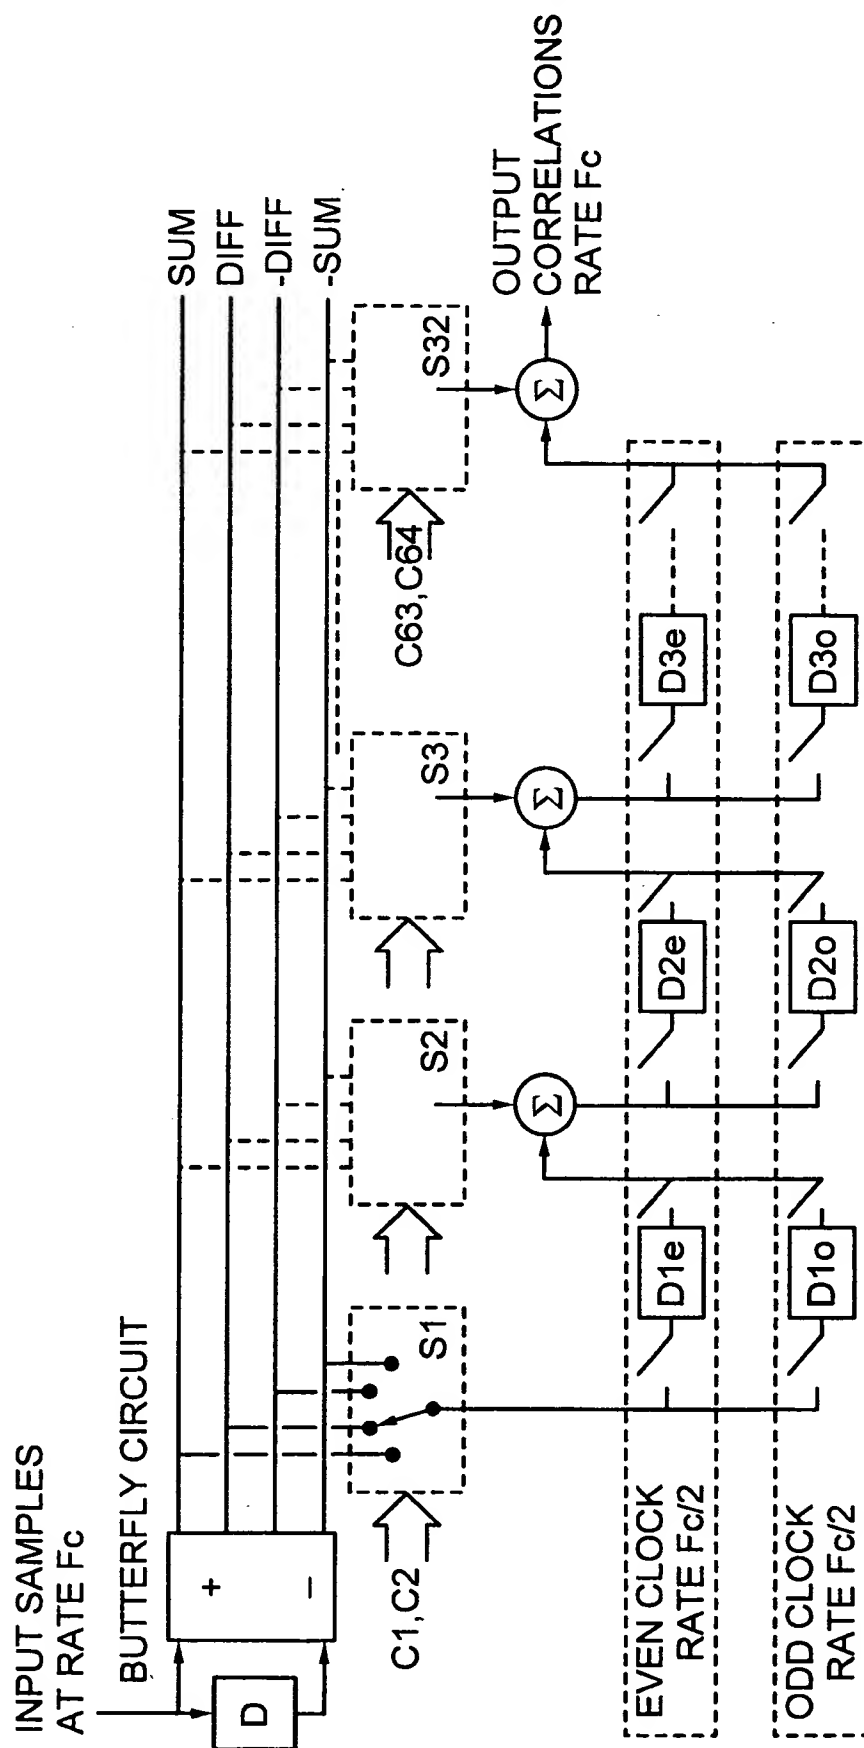 INPUT SAMPLES
AT RATE Fc
BUTTERFLY CIRCUIT
D
+
−
SUM
DIFF
-DIFF
-SUM
C1,C2
S1
S2
S3
C63,C64
S32
Σ
Σ
Σ
OUTPUT
CORRELATIONS
RATE Fc
EVEN CLOCK
RATE Fc/2
D1e
D2e
D3e
ODD CLOCK
RATE Fc/2
D1o
D2o
D3o